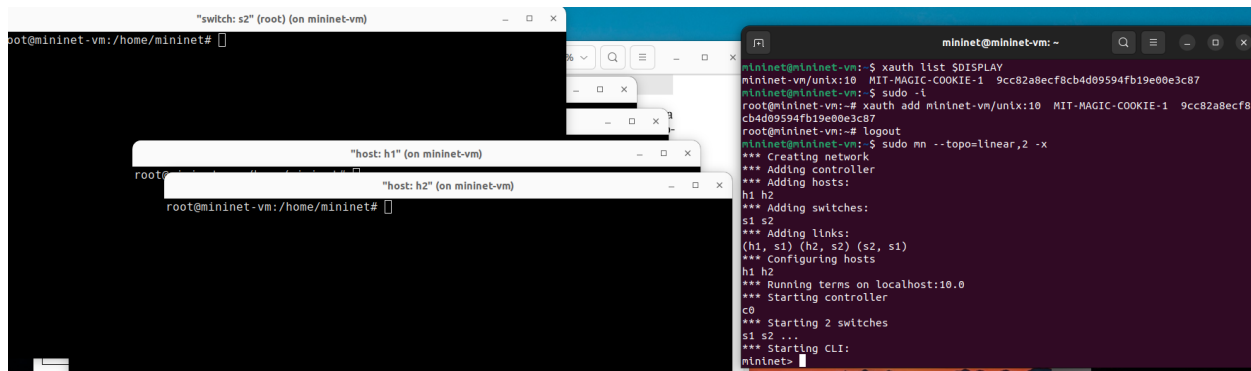 "switch: s2" (root) (on mininet-vm)
oot@mininet-vm:/home/mininet#
"host: h1" (on mininet-vm)
"host: h2" (on mininet-vm)
root@mininet-vm:/home/mininet#
mininet@mininet-vm: ~
mininet@mininet-vm:~$ xauth list $DISPLAY
mininet-vm/unix:10  MIT-MAGIC-COOKIE-1  9cc82a8ecf8cb4d09594fb19e00e3c87
mininet@mininet-vm:~$ sudo -i
root@mininet-vm:~# xauth add mininet-vm/unix:10  MIT-MAGIC-COOKIE-1  9cc82a8ecf8
cb4d09594fb19e00e3c87
root@mininet-vm:~# logout
mininet@mininet-vm:~$ sudo mn --topo=linear,2 -x
*** Creating network
*** Adding controller
*** Adding hosts:
h1 h2
*** Adding switches:
s1 s2
*** Adding links:
(h1, s1) (h2, s2) (s2, s1)
*** Configuring hosts
h1 h2
*** Running terms on localhost:10.0
*** Starting controller
c0
*** Starting 2 switches
s1 s2 ...
*** Starting CLI:
mininet>